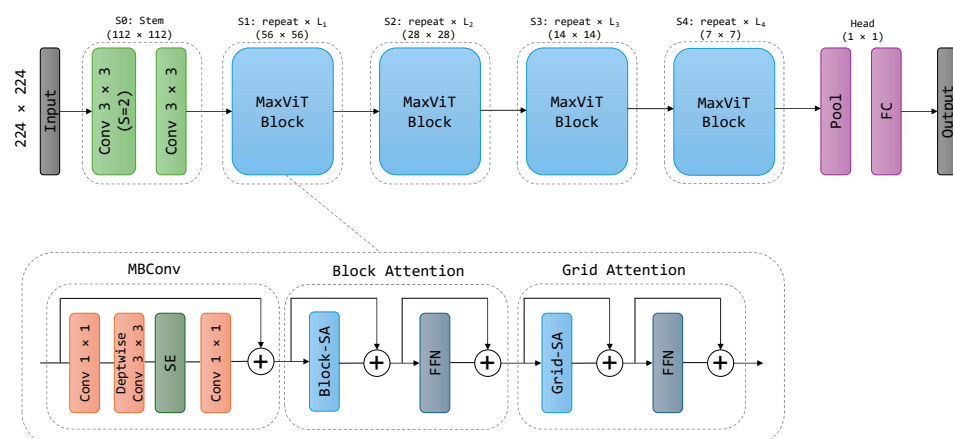 S0: Stem
(112 × 112)
S1: repeat × L₁
(56 × 56)
S2: repeat × L₂
(28 × 28)
S3: repeat × L₃
(14 × 14)
S4: repeat × L₄
(7 × 7)
Head
(1 × 1)
224 × 224
Input
Conv 3 × 3
(S=2)
Conv 3 × 3
MaxViT
Block
MaxViT
Block
MaxViT
Block
MaxViT
Block
Pool
FC
Output
MBConv
Block Attention
Grid Attention
Conv 1 × 1
Deptwise
Conv 3 × 3
SE
Conv 1 × 1
+
Block-SA
+
FFN
+
Grid-SA
+
FFN
+